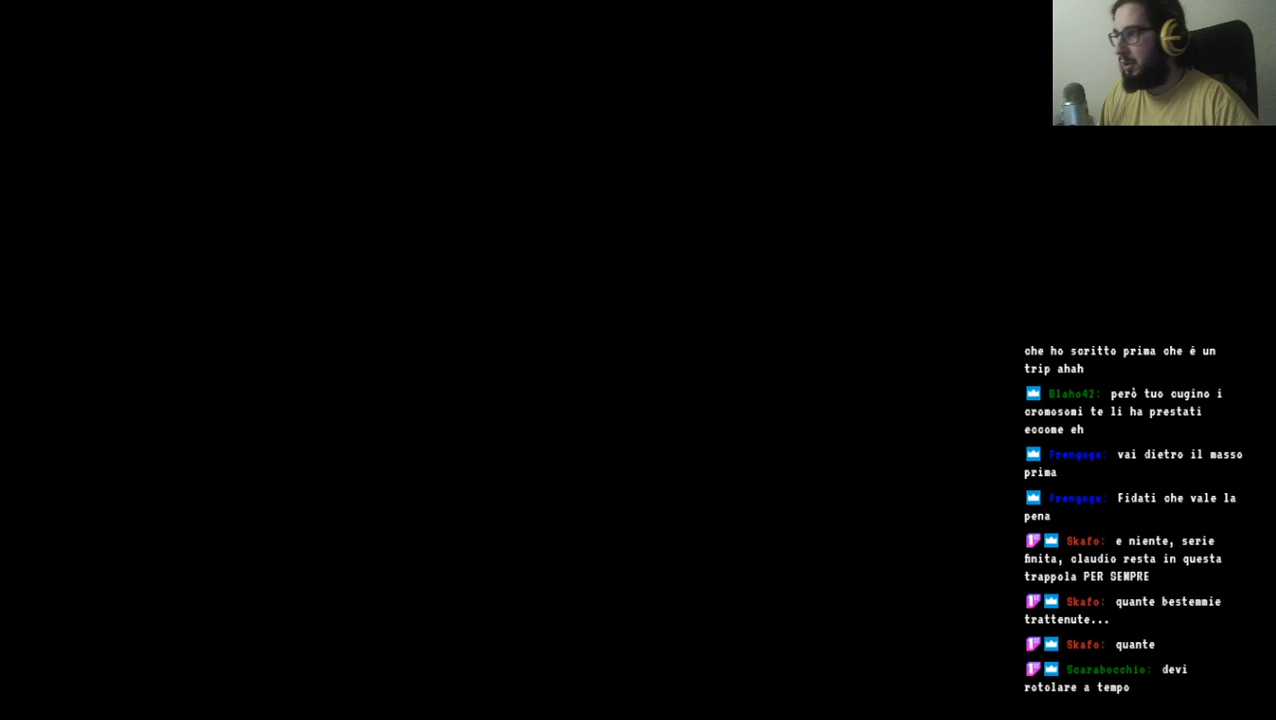 che ho scritto prima che è un
trip ahah
Blaho42: però tuo cugino i
cromosomi te li ha prestati
eccome eh
Frengogx: vai dietro il masso
prima
Frengogx: Fidati che vale la
pena
Skafo: e niente, serie
finita, claudio resta in questa
trappola PER SEMPRE
Skafo: quante bestemmie
trattenute...
Skafo: quante
Scarabocchio: devi
rotolare a tempo